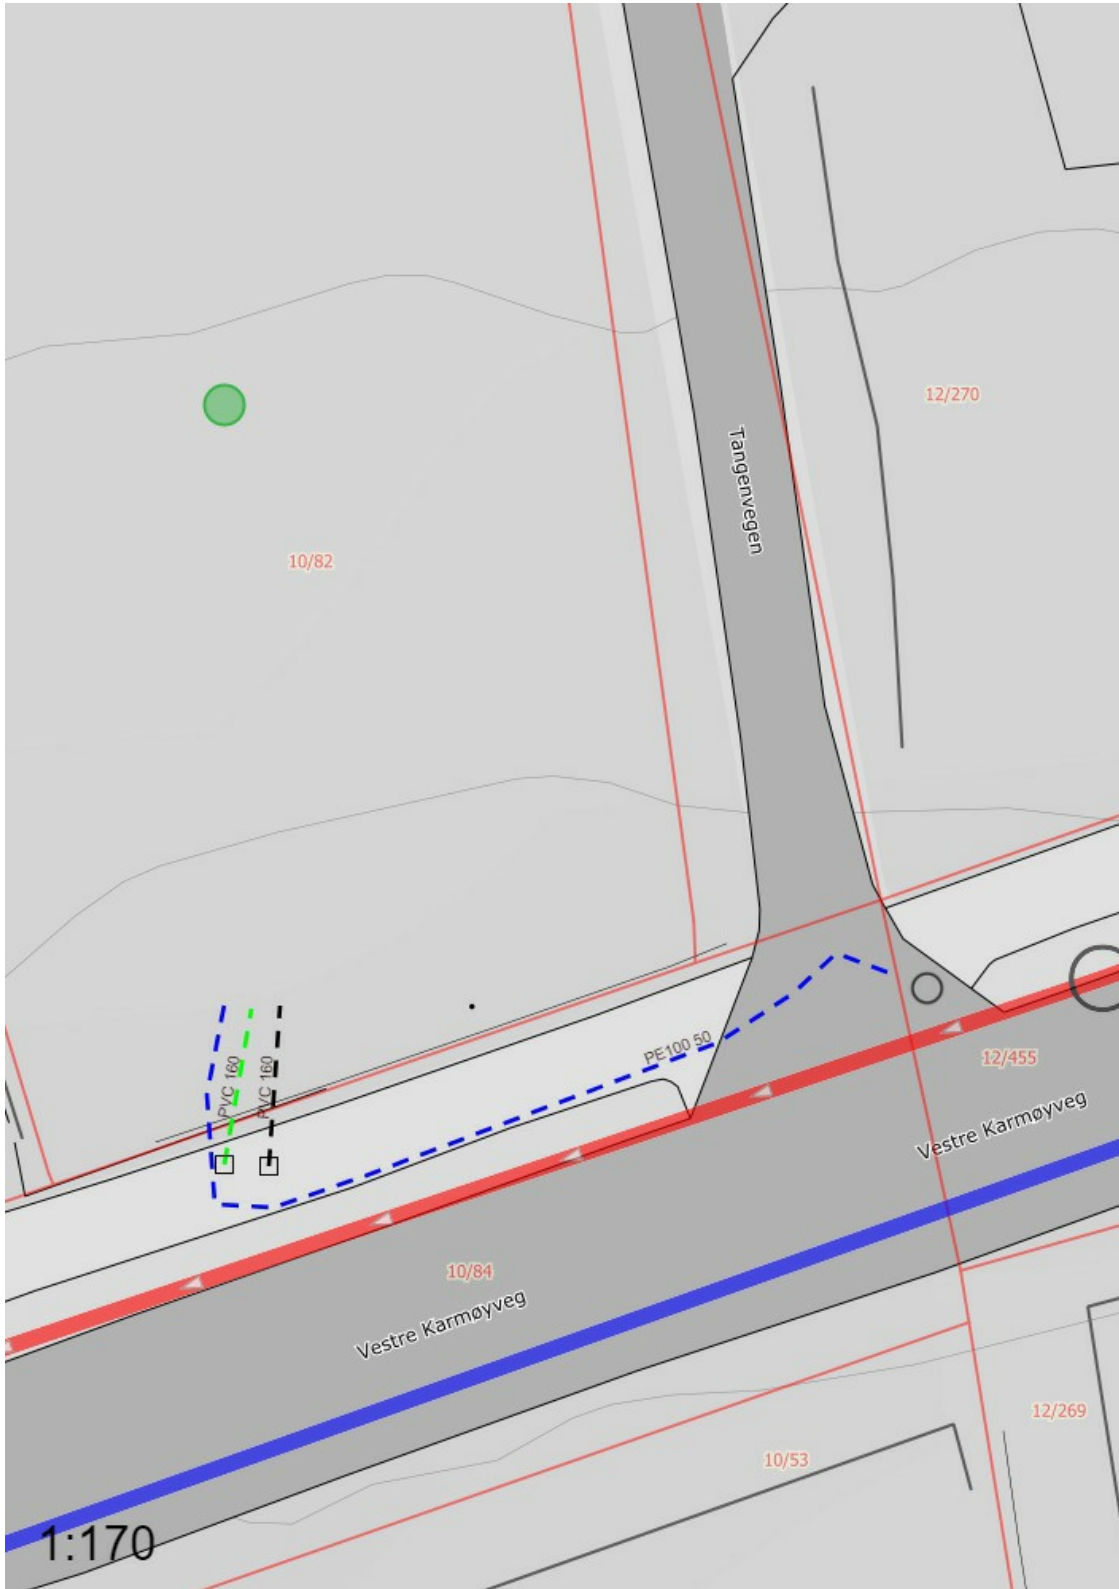 12/270
Tangenvegen
10/82
PE100 50
12/455
PVC 160
PVC 160
Vestre Karmøyveg
10/84
Vestre Karmøyveg
12/269
10/53
1:170